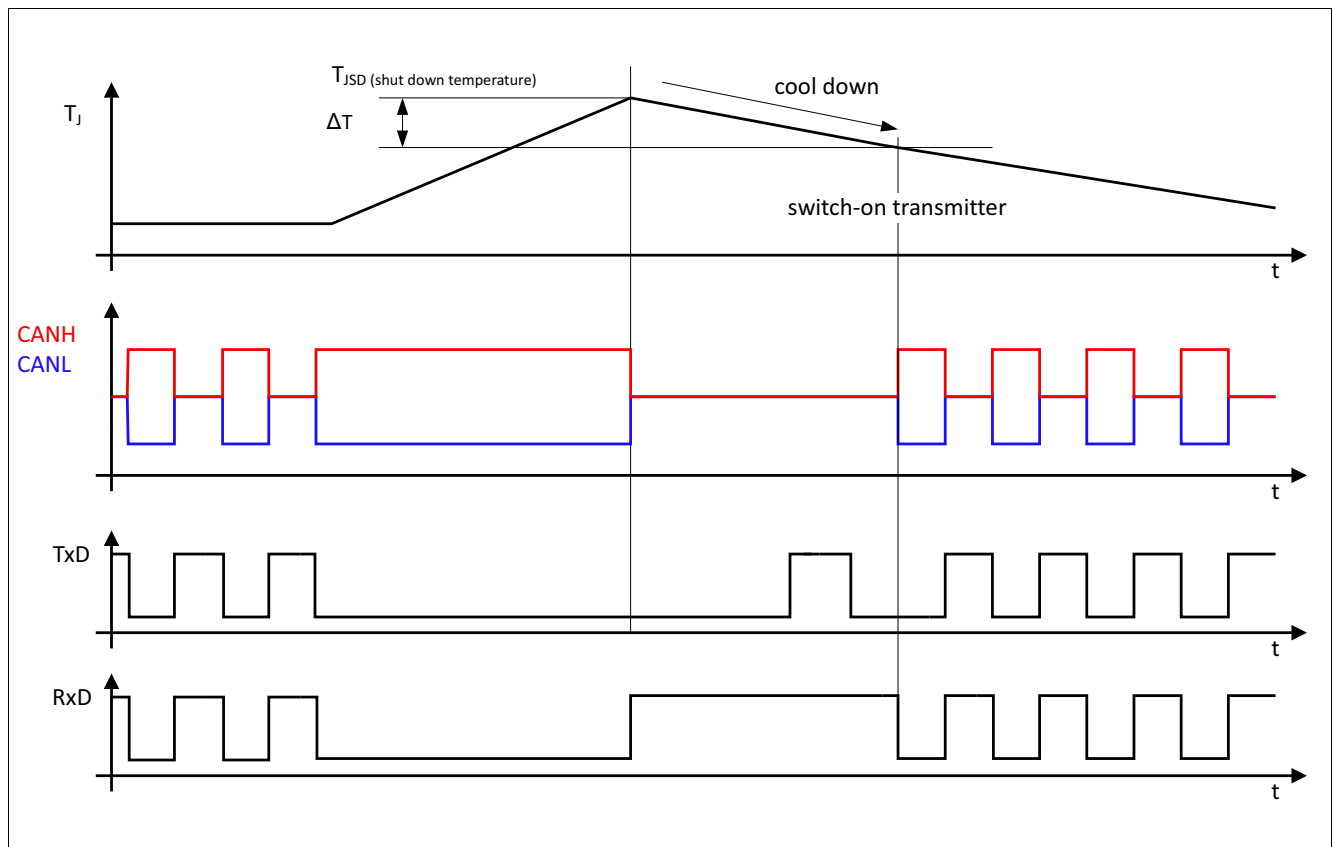 T_JSD (shut down temperature)
cool down
T_J
ΔT
switch-on transmitter
t
CANH
CANL
t
TxD
t
RxD
t